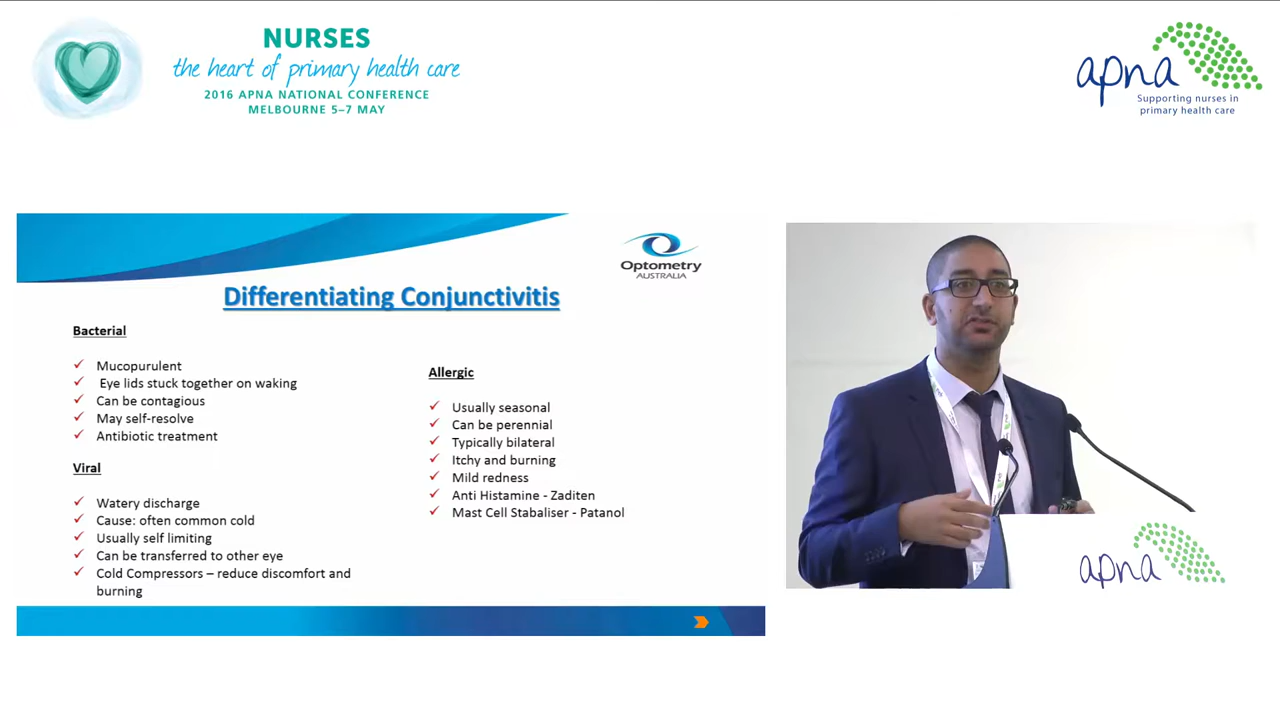 NURSES
the heart of primary health care
2016 APNA NATIONAL CONFERENCE
MELBOURNE 5–7 MAY
apna
Supporting nurses in
primary health care
Optometry
AUSTRALIA
Differentiating Conjunctivitis
Bacterial
Mucopurulent
Eye lids stuck together on waking
Can be contagious
May self-resolve
Antibiotic treatment
Viral
Watery discharge
Cause: often common cold
Usually self limiting
Can be transferred to other eye
Cold Compressors – reduce discomfort and
burning
Allergic
Usually seasonal
Can be perennial
Typically bilateral
Itchy and burning
Mild redness
Anti Histamine - Zaditen
Mast Cell Stabaliser - Patanol
apna